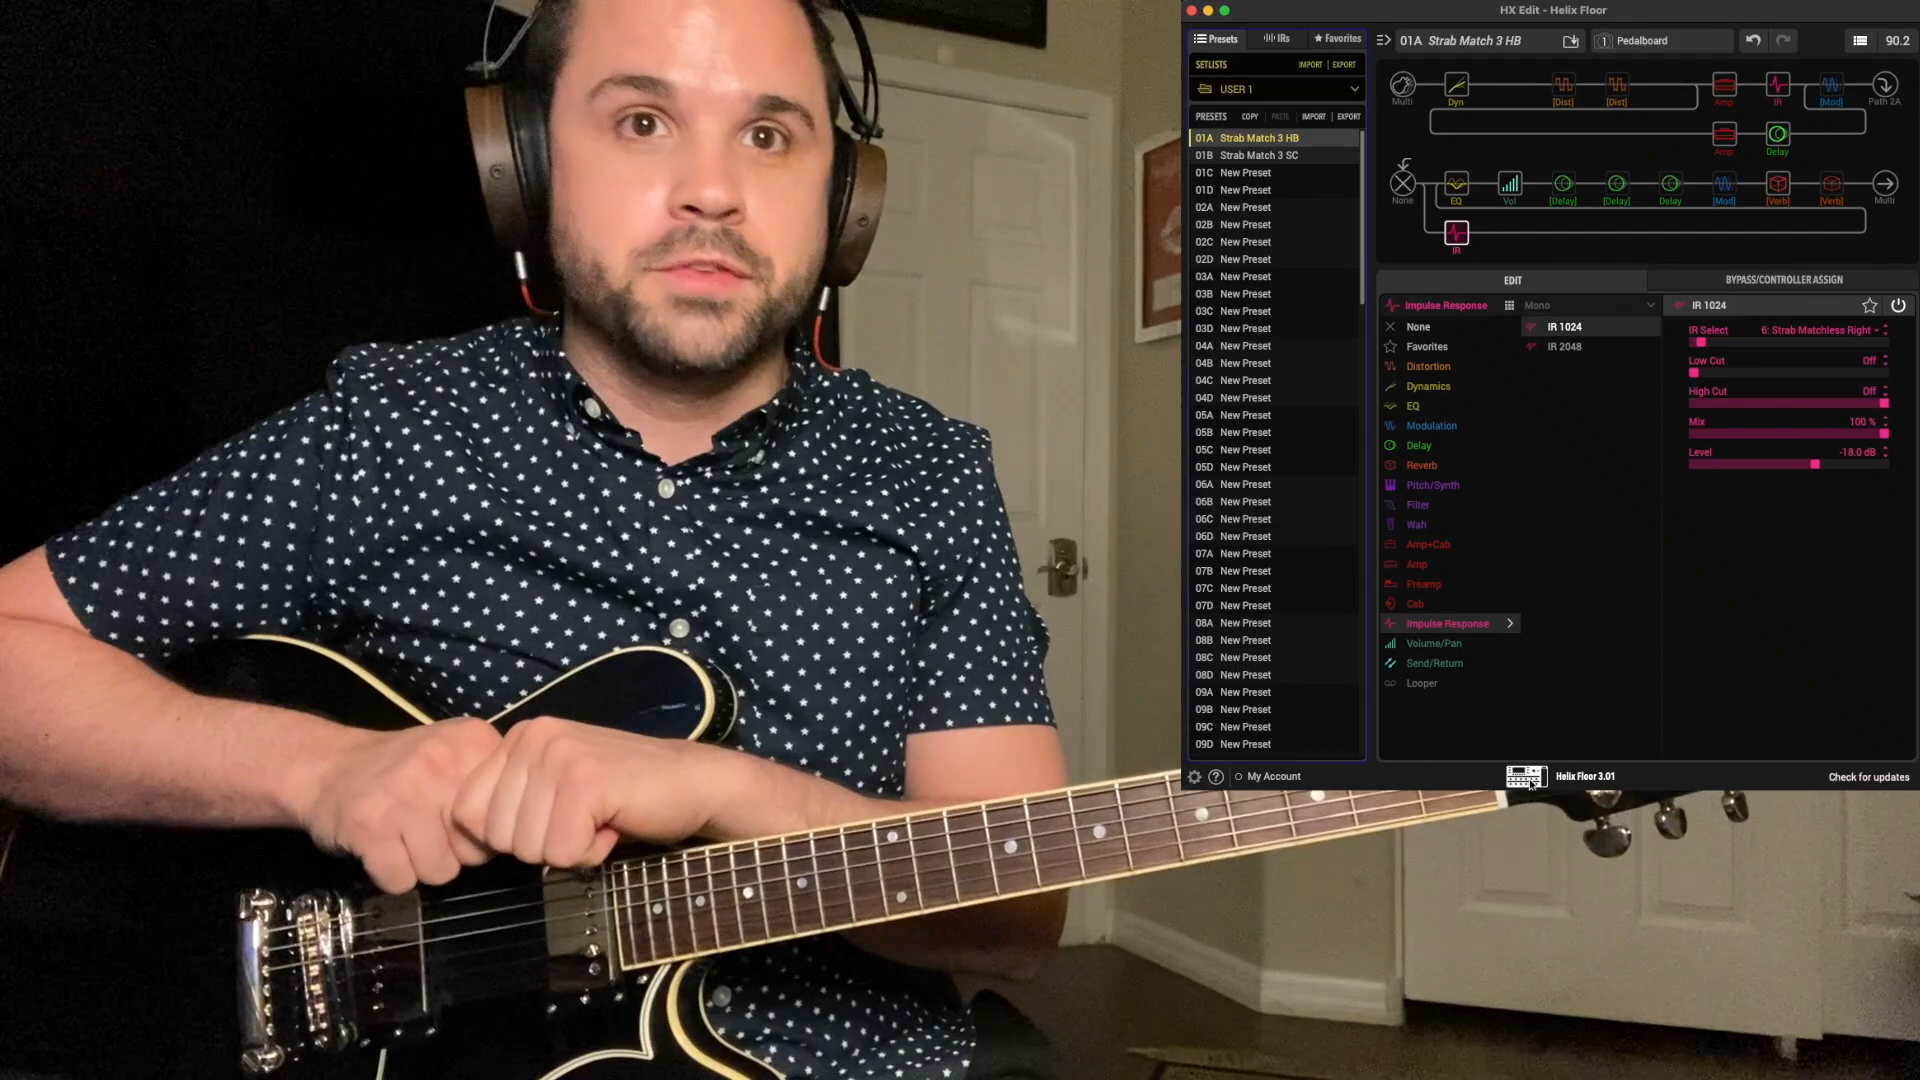 HX Edit - Helix Floor
Presets IRs Favorites
SETLISTS IMPORT | EXPORT
USER 1
PRESETS COPY PASTE IMPORT | EXPORT
01A Strab Match 3 HB
01B Strab Match 3 SC
01C New Preset
01D New Preset
02A New Preset
02B New Preset
02C New Preset
02D New Preset
03A New Preset
03B New Preset
03C New Preset
03D New Preset
04A New Preset
04B New Preset
04C New Preset
04D New Preset
05A New Preset
05B New Preset
05C New Preset
05D New Preset
06A New Preset
06B New Preset
06C New Preset
06D New Preset
07A New Preset
07B New Preset
07C New Preset
07D New Preset
08A New Preset
08B New Preset
08C New Preset
08D New Preset
09A New Preset
09B New Preset
09C New Preset
09D New Preset
01A Strab Match 3 HB 1 Pedalboard 90.2
Multi Dyn [Dist] [Dist] Amp IR [Mod] Path 2A
Amp Delay
None EQ Vol [Delay] [Delay] Delay [Mod] [Verb] [Verb] Multi
IR
EDIT BYPASS/CONTROLLER ASSIGN
Impulse Response Mono
None
Favorites
Distortion
Dynamics
EQ
Modulation
Delay
Reverb
Pitch/Synth
Filter
Wah
Amp+Cab
Amp
Preamp
Cab
Impulse Response
Volume/Pan
Send/Return
Looper
IR 1024
IR 2048
IR 1024
IR Select 6: Strab Matchless Right
Low Cut Off
High Cut Off
Mix 100 %
Level -18.0 dB
My Account Helix Floor 3.01 Check for updates